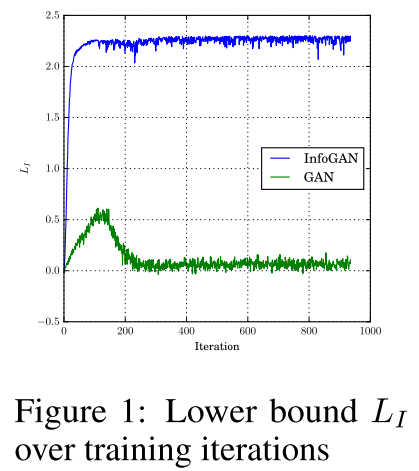 2.5
2.0
1.5
1.0
0.5
0.0
−0.5
L_I
InfoGAN
GAN
0
200
400
600
800
1000
Iteration
Figure 1: Lower bound L_I
over training iterations